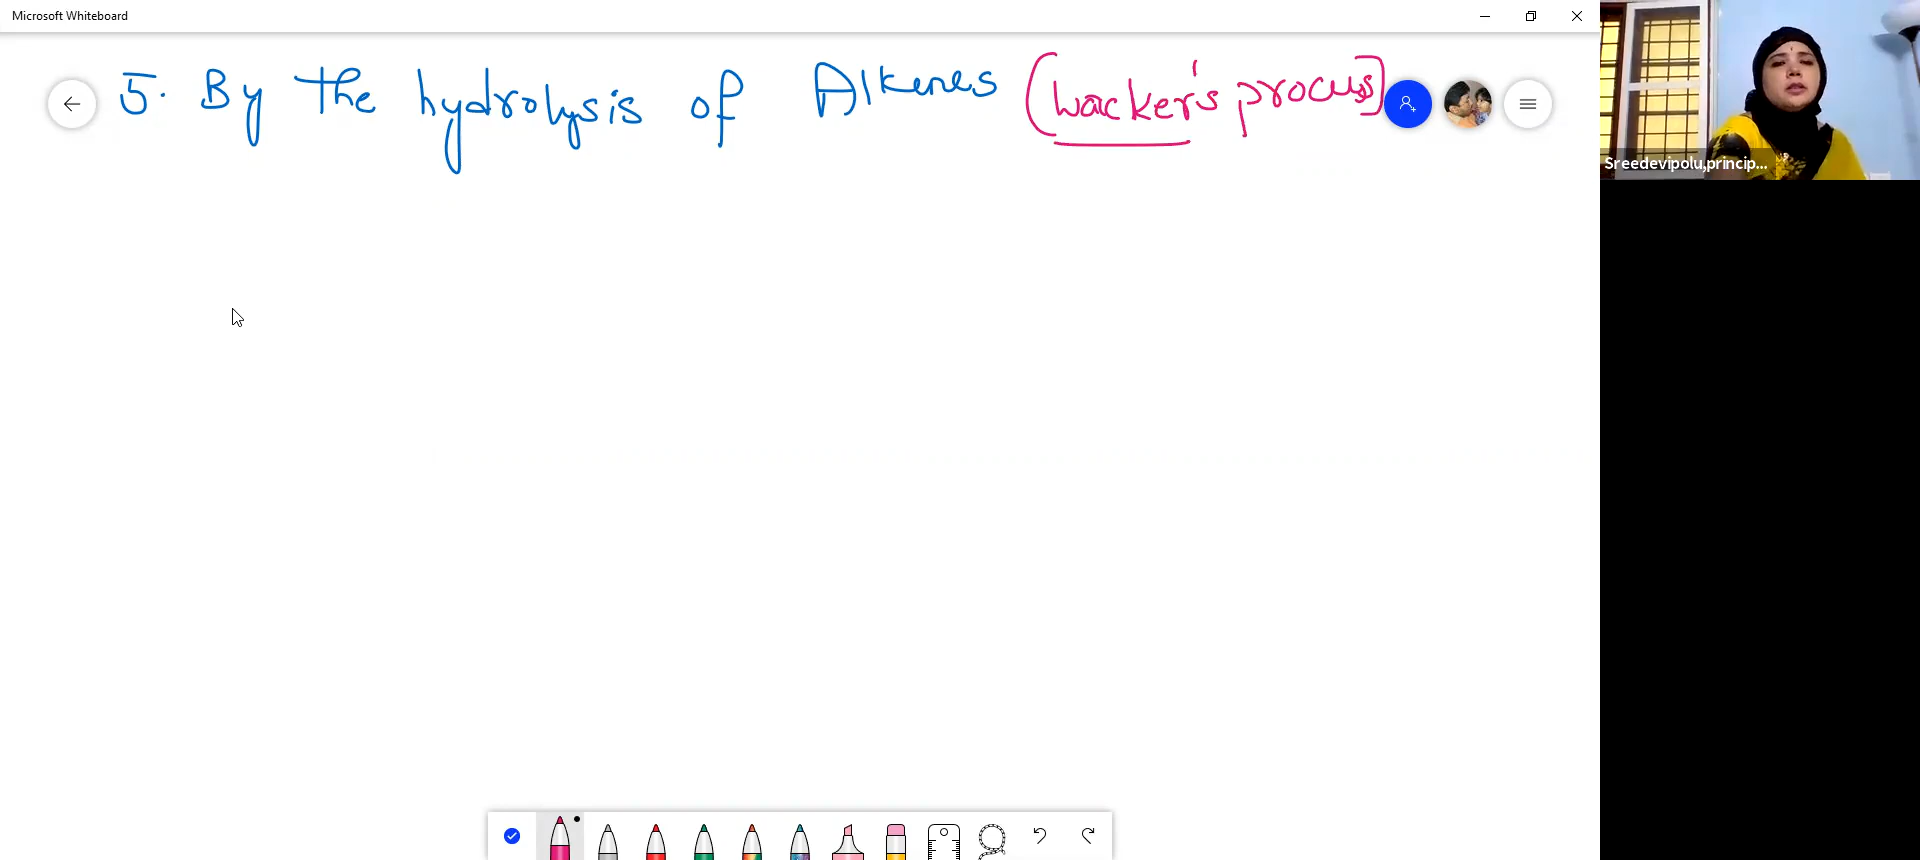 Microsoft Whiteboard
5. By the hydrolysis of Alkenes (wacker's process]
Sreedevipolu,princip...